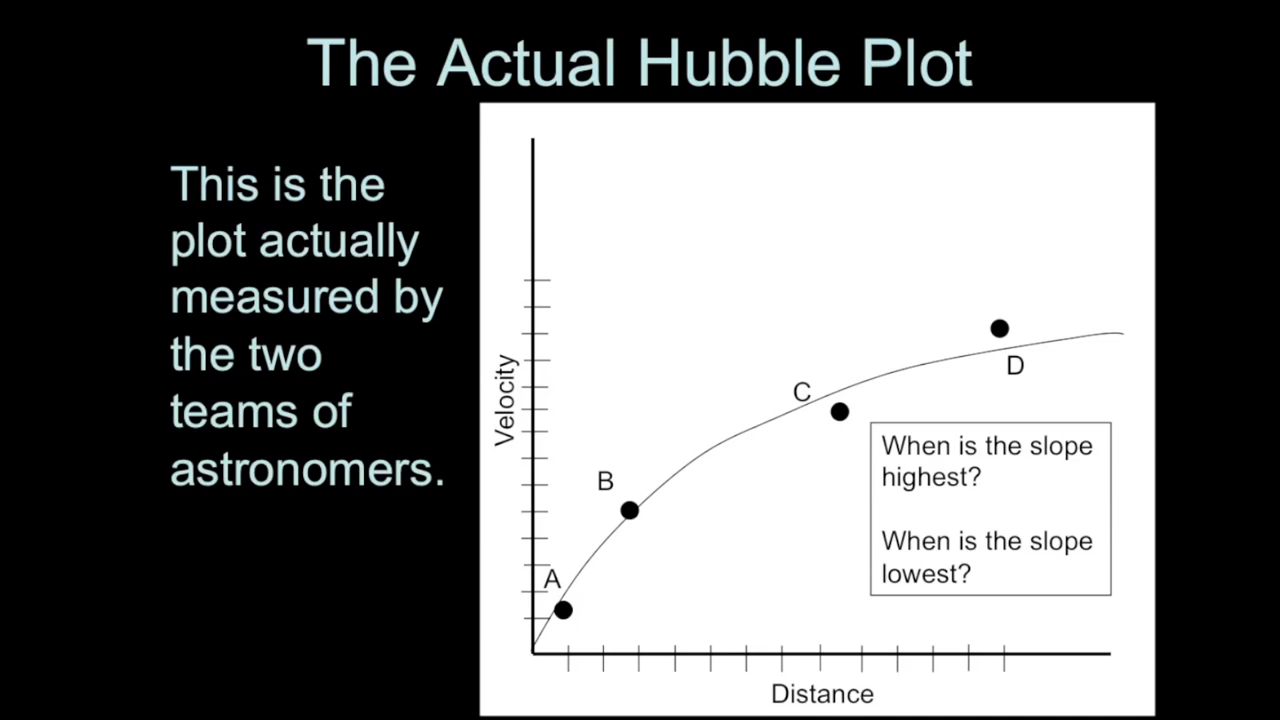 The Actual Hubble Plot
This is the
plot actually
measured by
the two
teams of
astronomers.
Velocity
A
B
C
D
When is the slope
highest?
When is the slope
lowest?
Distance